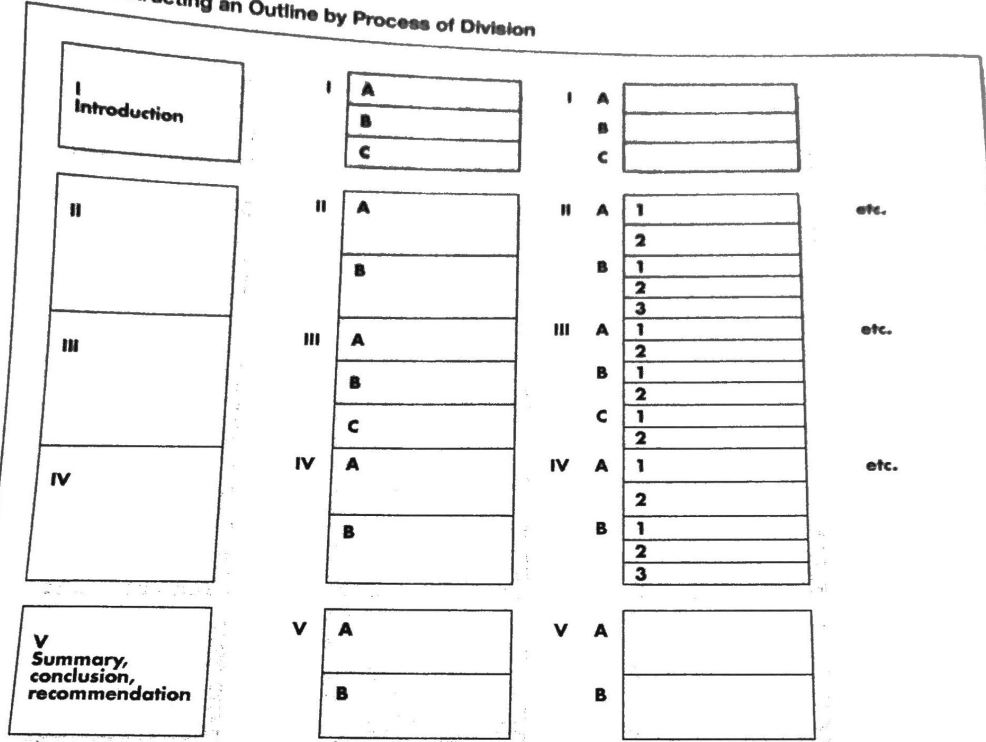 an Outline by Process of Division
I
Introduction
II
III
IV
V
Summary,
conclusion,
recommendation
I A
B
C
II A
B
III A
B
C
IV A
B
V A
B
I A
B
C
II A 1 etc.
2
B 1
2
3
III A 1 etc.
2
B 1
2
C 1
2
IV A 1 etc.
2
B 1
2
3
V A
B